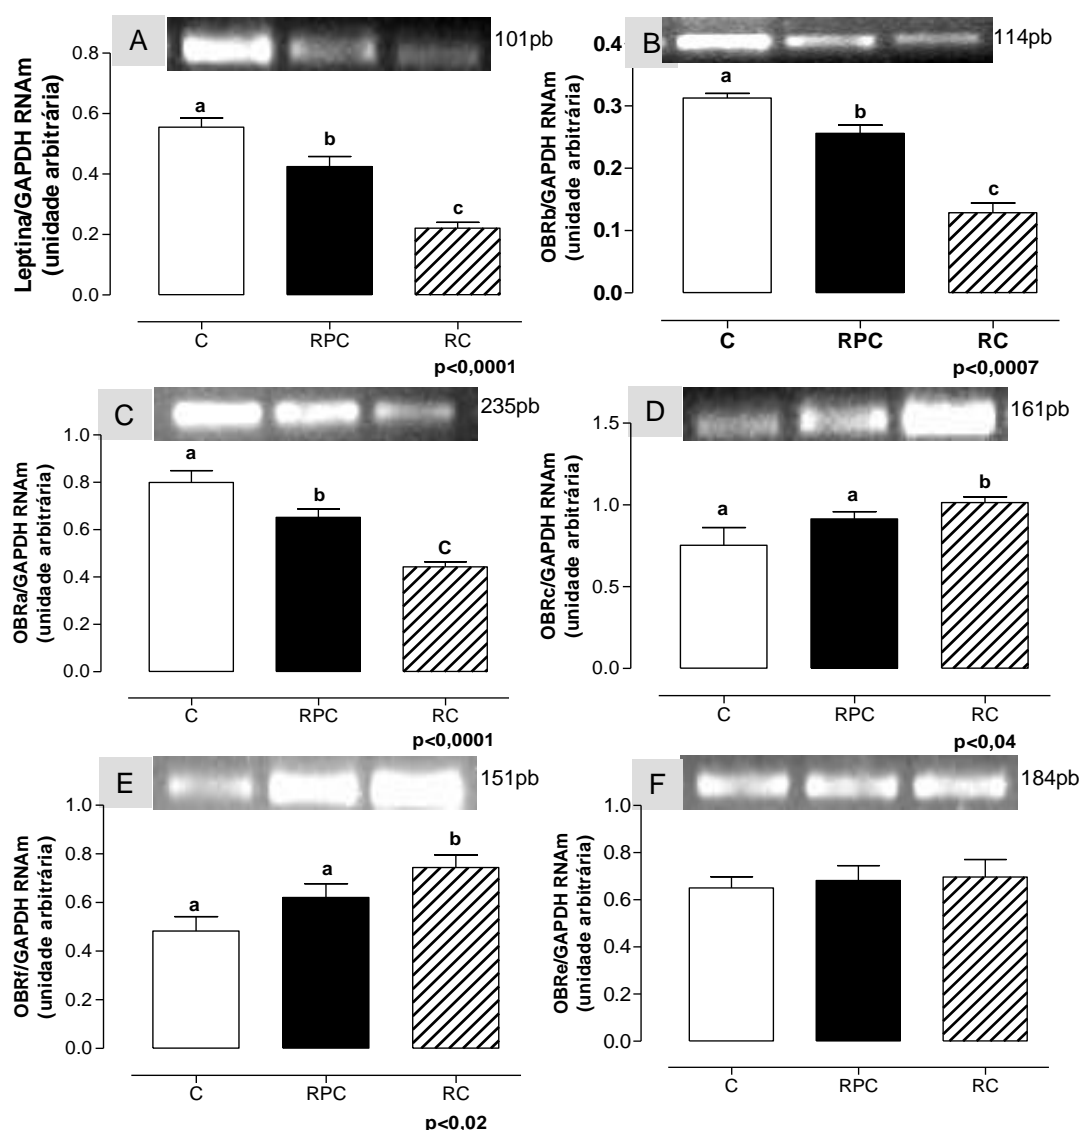 A
101pb
Leptina/GAPDH RNAm
(unidade arbitrária)
0.8
0.6
0.4
0.2
0.0
a
b
c
C
RPC
RC
p<0,0001
B
114pb
OBRb/GAPDH RNAm
(unidade arbitrária)
0.4
0.3
0.2
0.1
0.0
a
b
c
C
RPC
RC
p<0,0007
C
235pb
OBRa/GAPDH RNAm
(unidade arbitrária)
1.0
0.8
0.6
0.4
0.2
0.0
a
b
C
C
RPC
RC
p<0,0001
D
161pb
OBRc/GAPDH RNAm
(unidade arbitrária)
1.5
1.0
0.5
0.0
a
a
b
C
RPC
RC
p<0,04
E
151pb
OBRf/GAPDH RNAm
(unidade arbitrária)
1.0
0.8
0.6
0.4
0.2
0.0
a
a
b
C
RPC
RC
p<0,02
F
184pb
OBRe/GAPDH RNAm
(unidade arbitrária)
1.0
0.8
0.6
0.4
0.2
0.0
C
RPC
RC